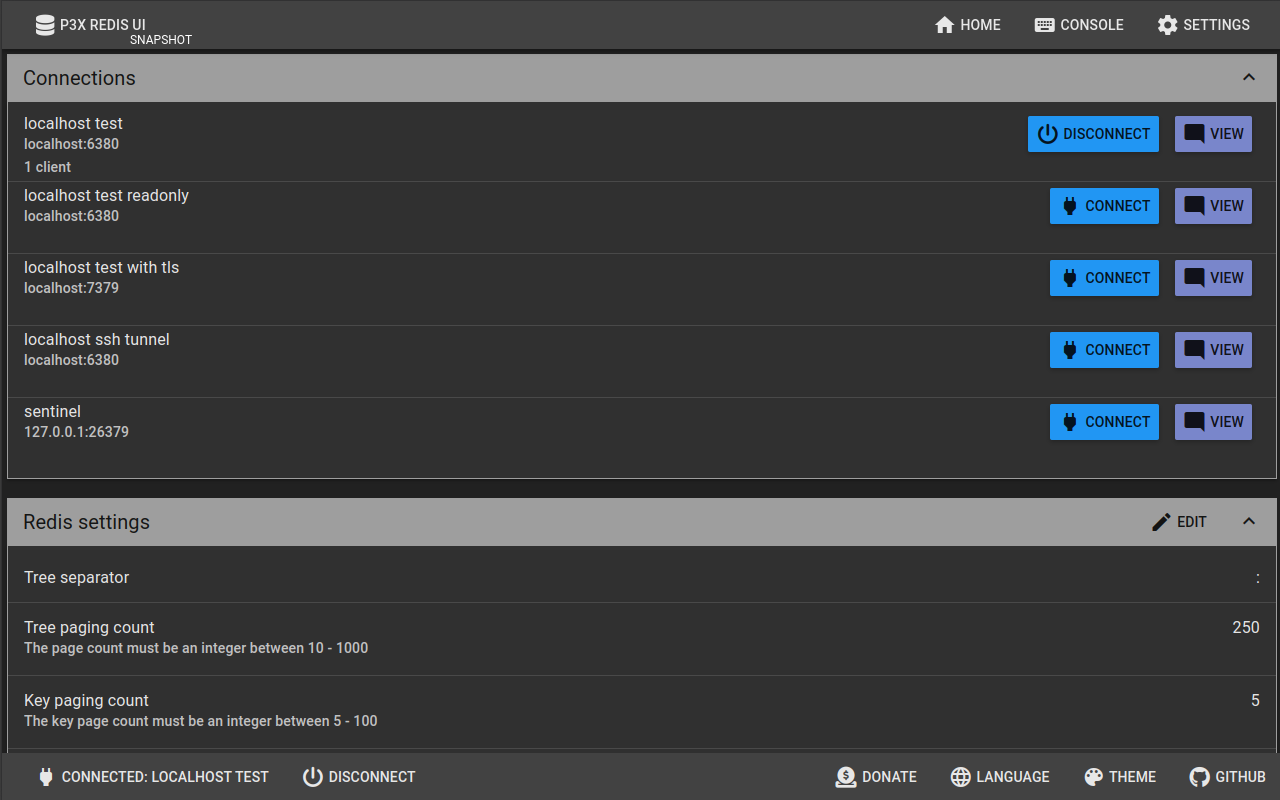 P3X REDIS UI
SNAPSHOT
HOME
CONSOLE
SETTINGS
Connections
localhost test
localhost:6380
1 client
DISCONNECT
VIEW
localhost test readonly
localhost:6380
CONNECT
VIEW
localhost test with tls
localhost:7379
CONNECT
VIEW
localhost ssh tunnel
localhost:6380
CONNECT
VIEW
sentinel
127.0.0.1:26379
CONNECT
VIEW
Redis settings
EDIT
Tree separator
:
Tree paging count
250
The page count must be an integer between 10 - 1000
Key paging count
5
The key page count must be an integer between 5 - 100
CONNECTED: LOCALHOST TEST
DISCONNECT
DONATE
LANGUAGE
THEME
GITHUB